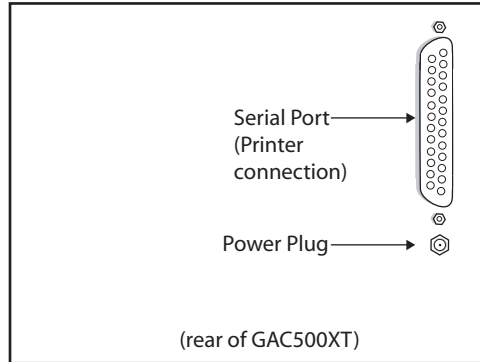 Serial Port
(Printer
connection)
Power Plug
(rear of GAC500XT)